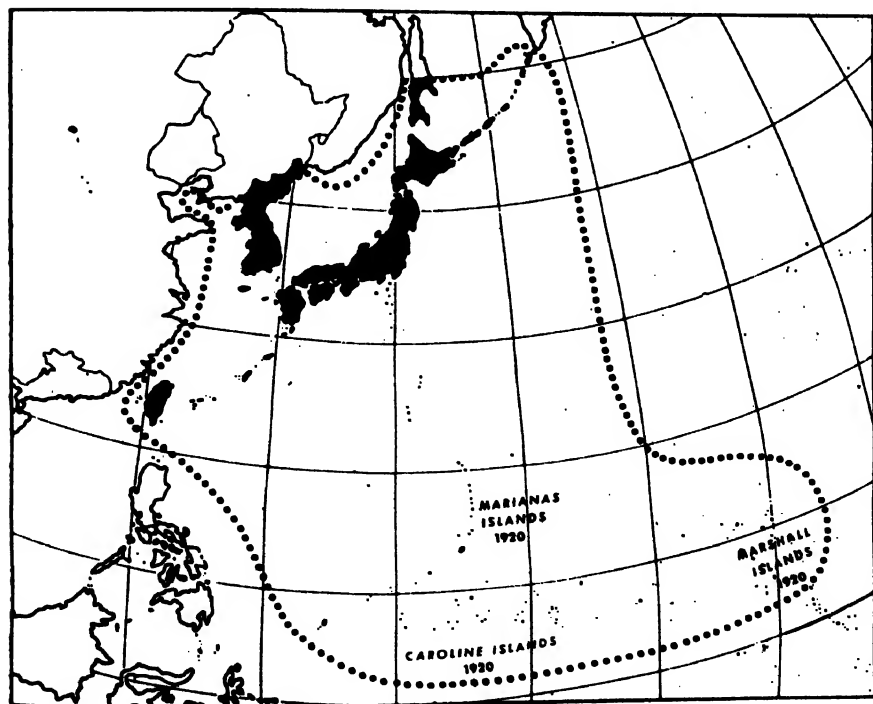 MARIANAS
ISLANDS
1920
MARSHALL
ISLANDS
1920
CAROLINE ISLANDS
1920